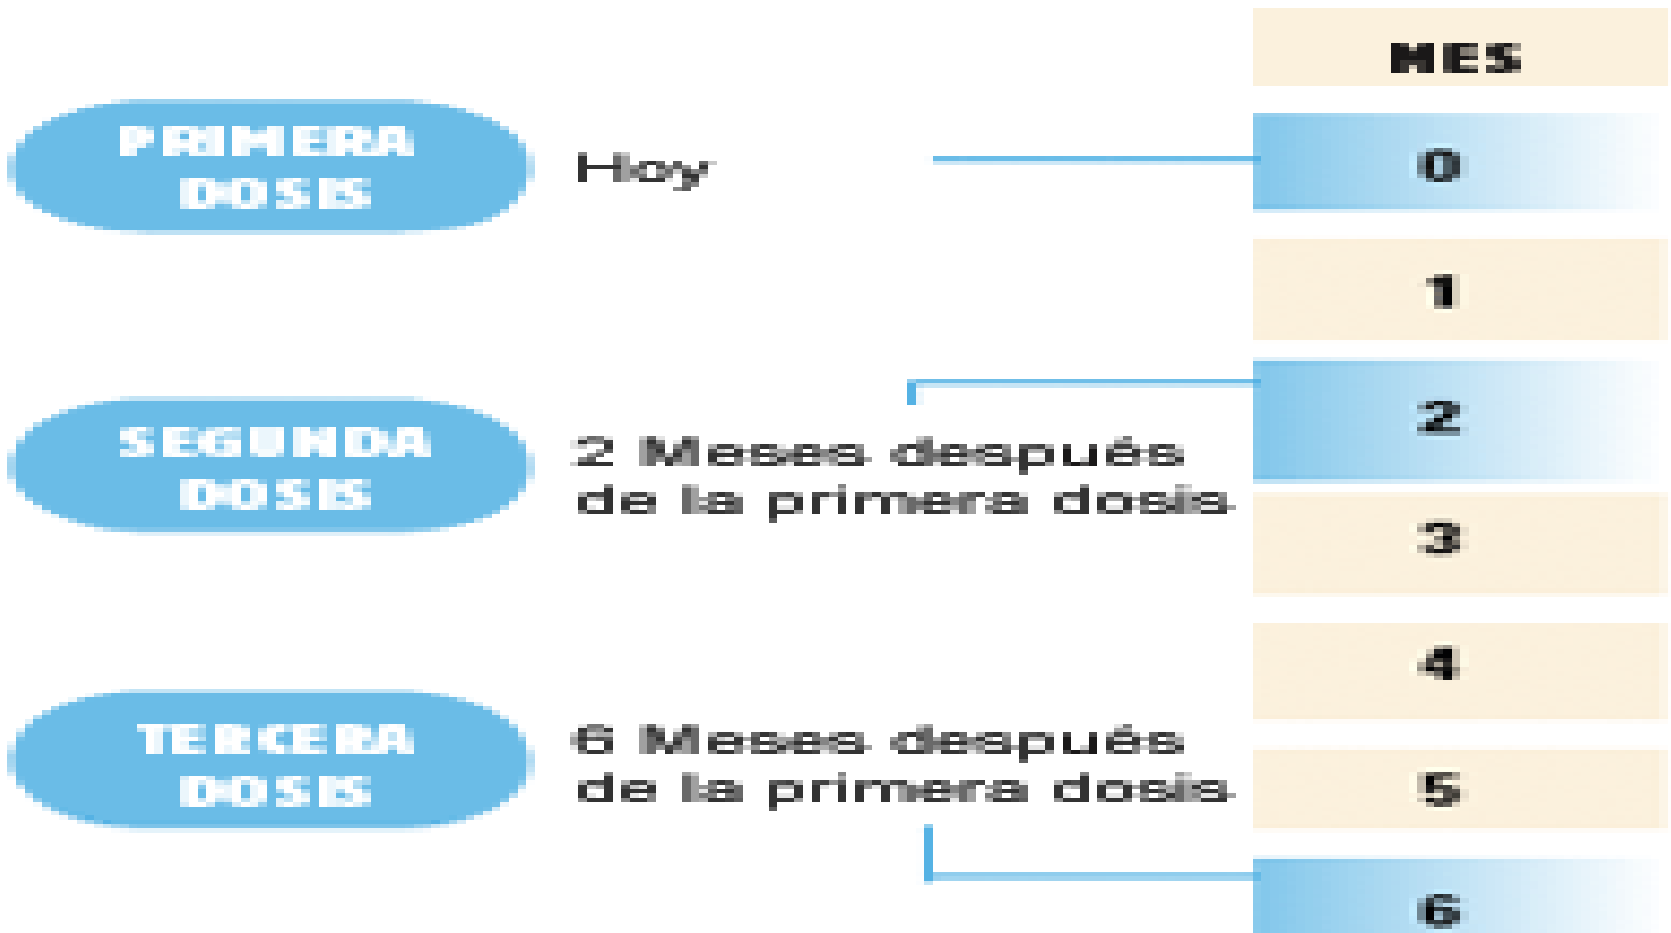 MES
PRIMERA
DOSIS
Hoy
0
1
SEGUNDA
DOSIS
2 Meses después
de la primera dosis
2
3
4
TERCERA
DOSIS
6 Meses después
de la primera dosis
5
6